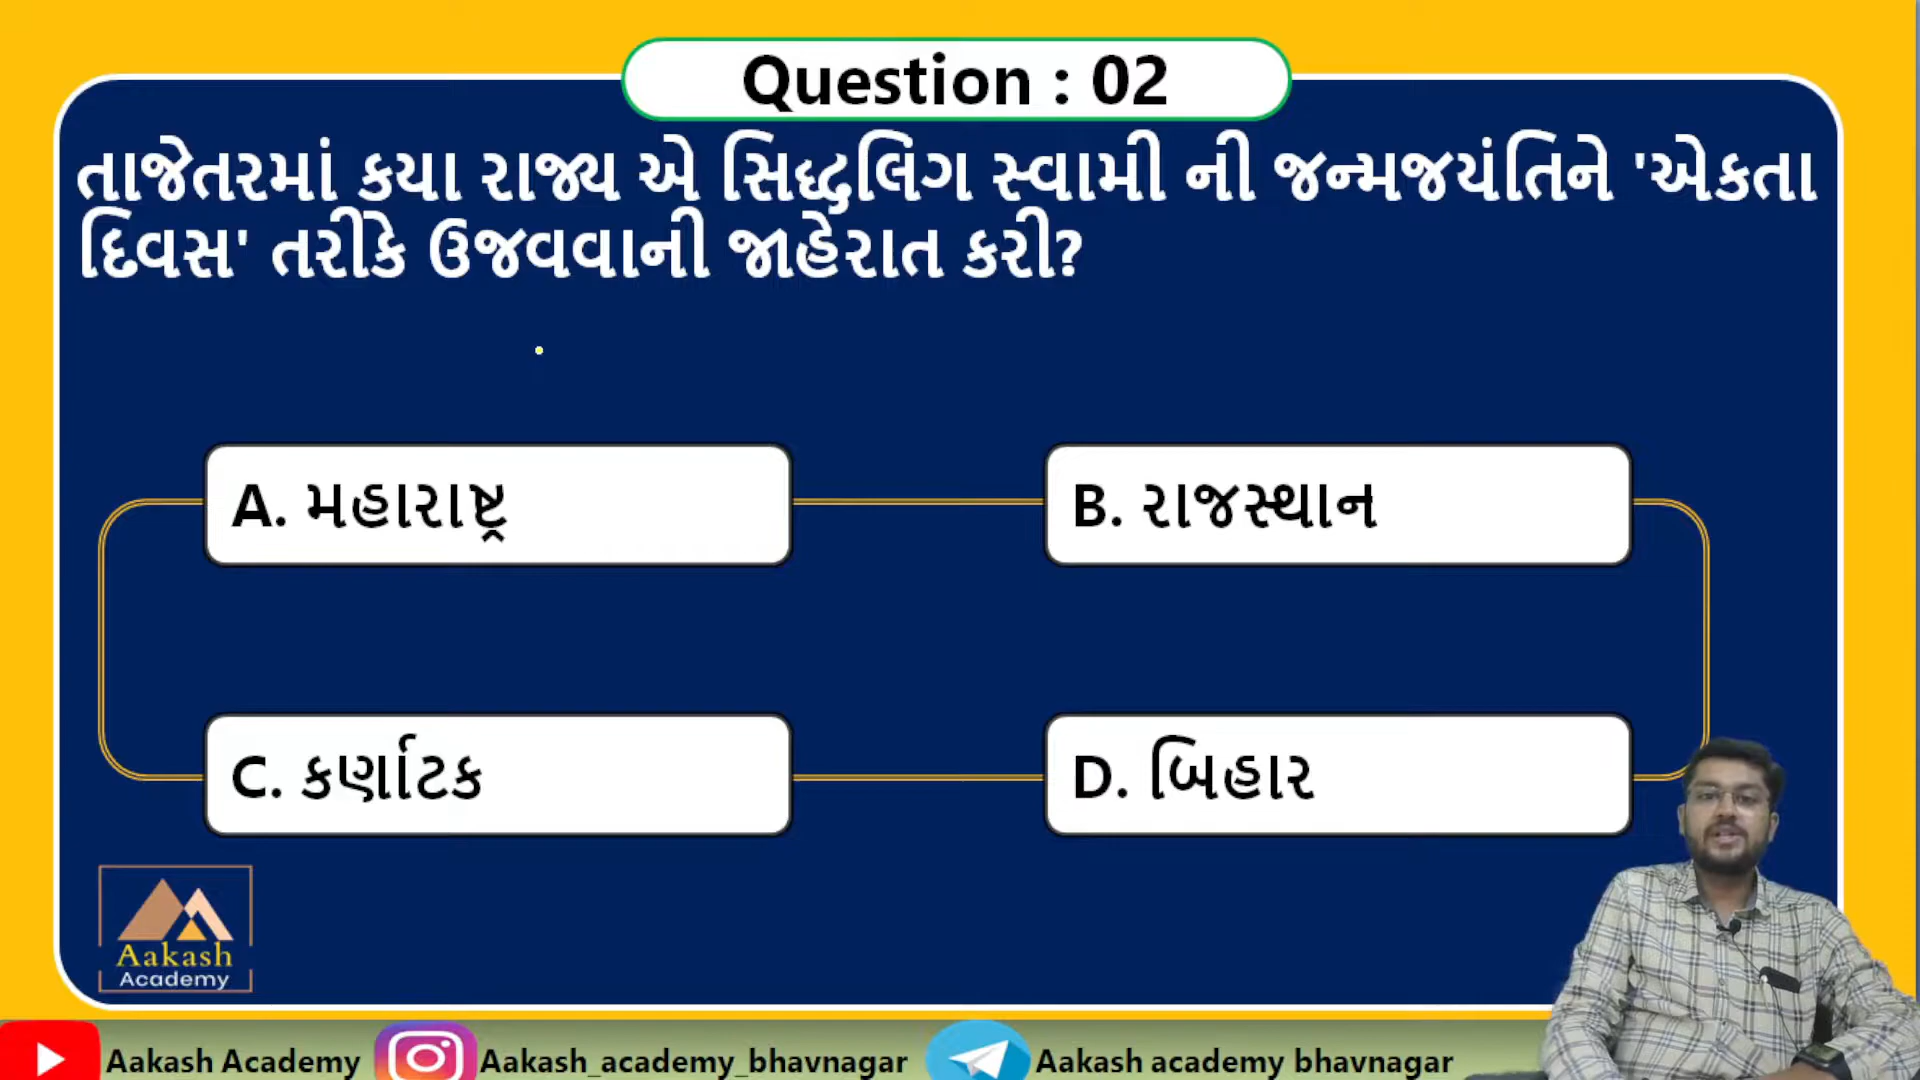 Question : 02
તાજેતરમાં કયા રાજ્ય એ સિદ્ધલિંગ સ્વામી ની જન્મજયંતિને 'એકતા
દિવસ' તરીકે ઉજવવાની જાહેરાત કરી?
A. મહારાષ્ટ્ર
B. રાજસ્થાન
C. કર્ણાટક
D. બિહાર
Aakash
Academy
Aakash Academy
Aakash_academy_bhavnagar
Aakash academy bhavnagar